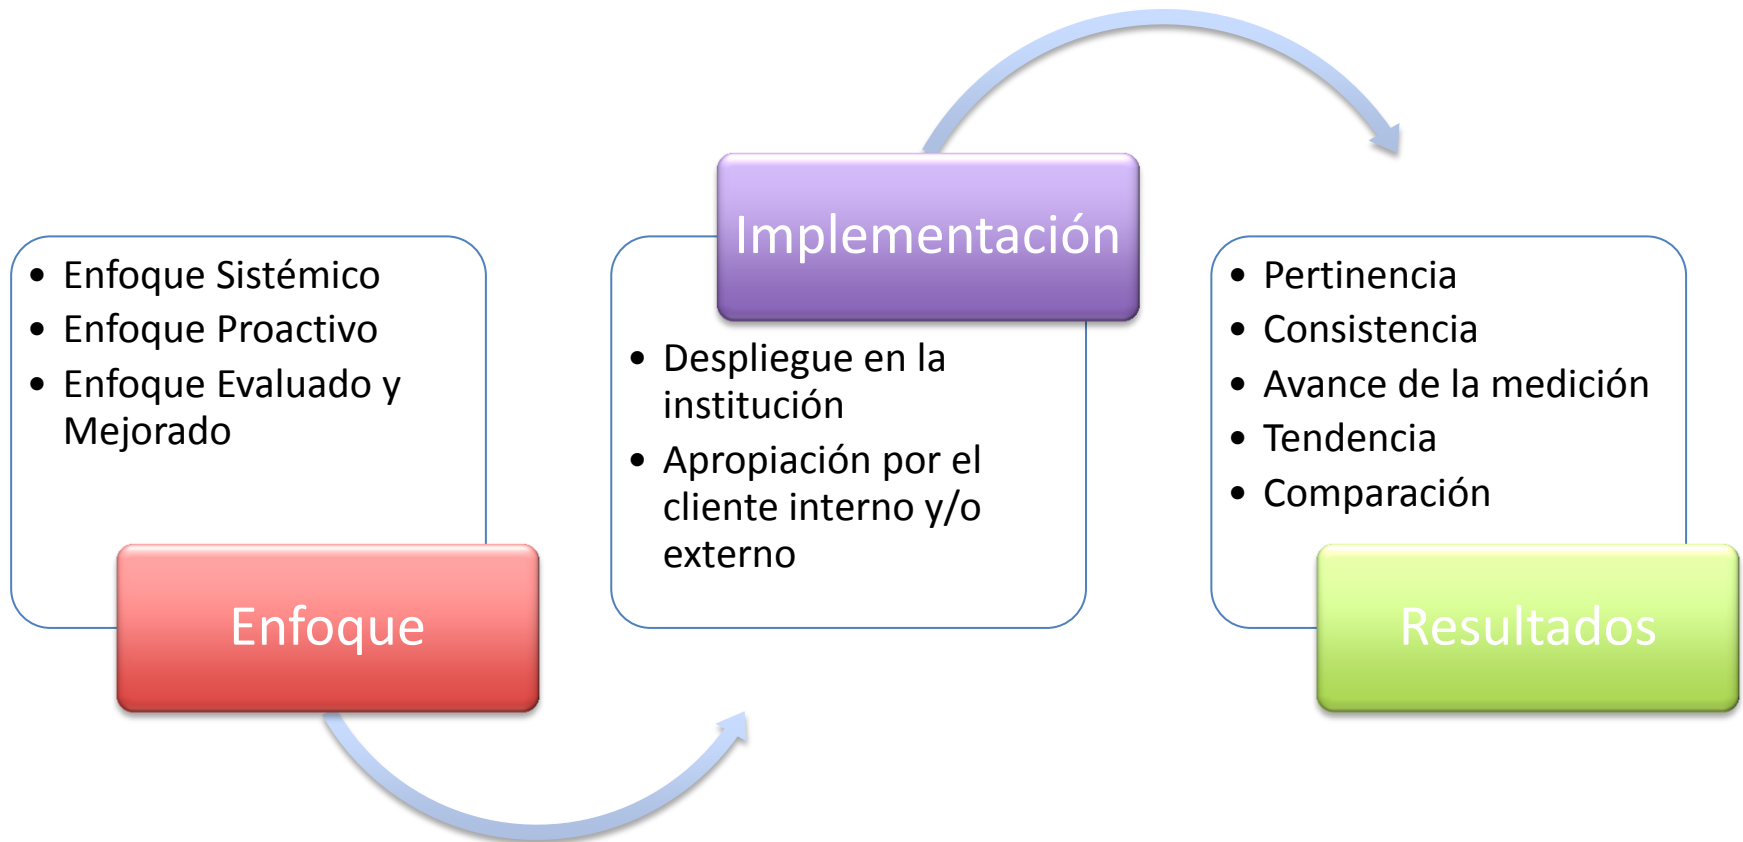 • Enfoque Sistémico
• Enfoque Proactivo
• Enfoque Evaluado y
Mejorado
Enfoque
Implementación
• Despliegue en la
institución
• Apropiación por el
cliente interno y/o
externo
• Pertinencia
• Consistencia
• Avance de la medición
• Tendencia
• Comparación
Resultados